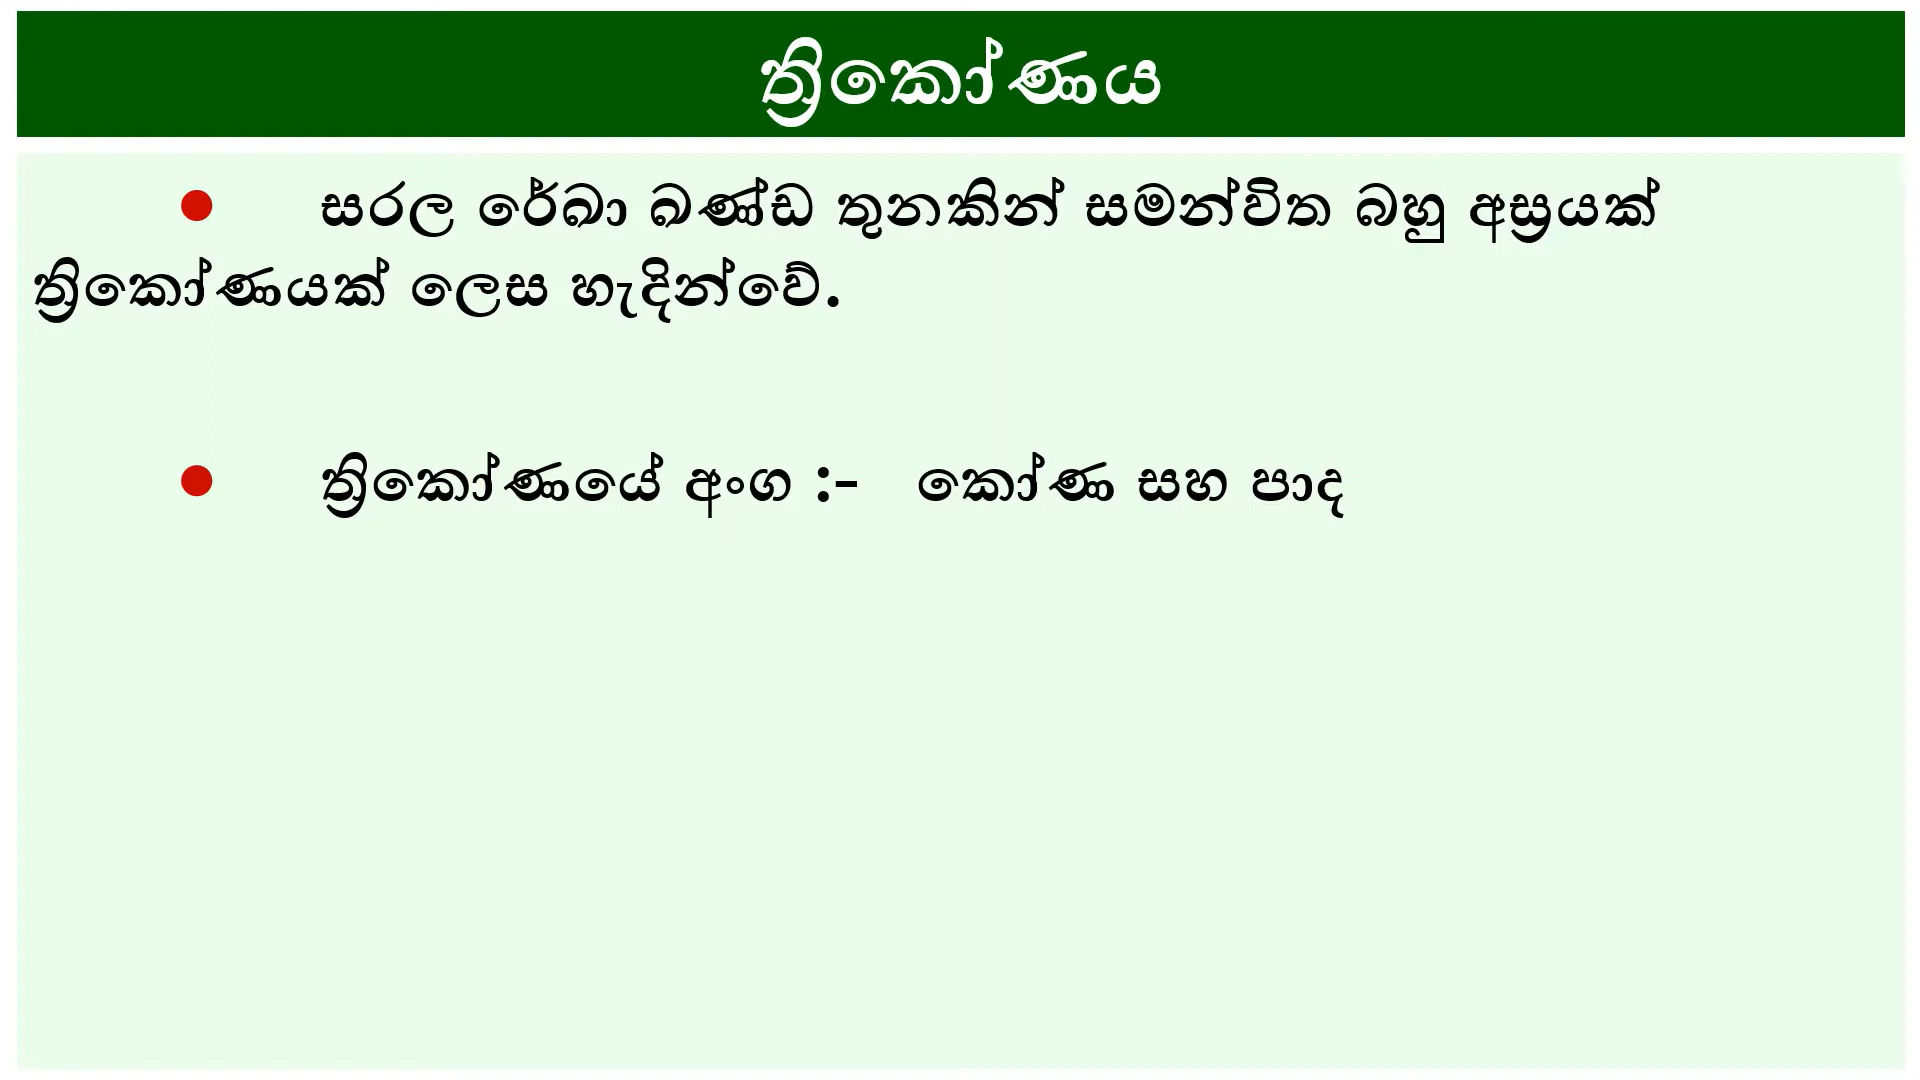 ත්‍රිකෝණය
● සරල රේඛා ඛණ්ඩ තුනකින් සමන්විත බහු අස්‍රයක්
ත්‍රිකෝණයක් ලෙස හැඳින්වේ.
● ත්‍රිකෝණයේ අංග :- කෝණ සහ පාද